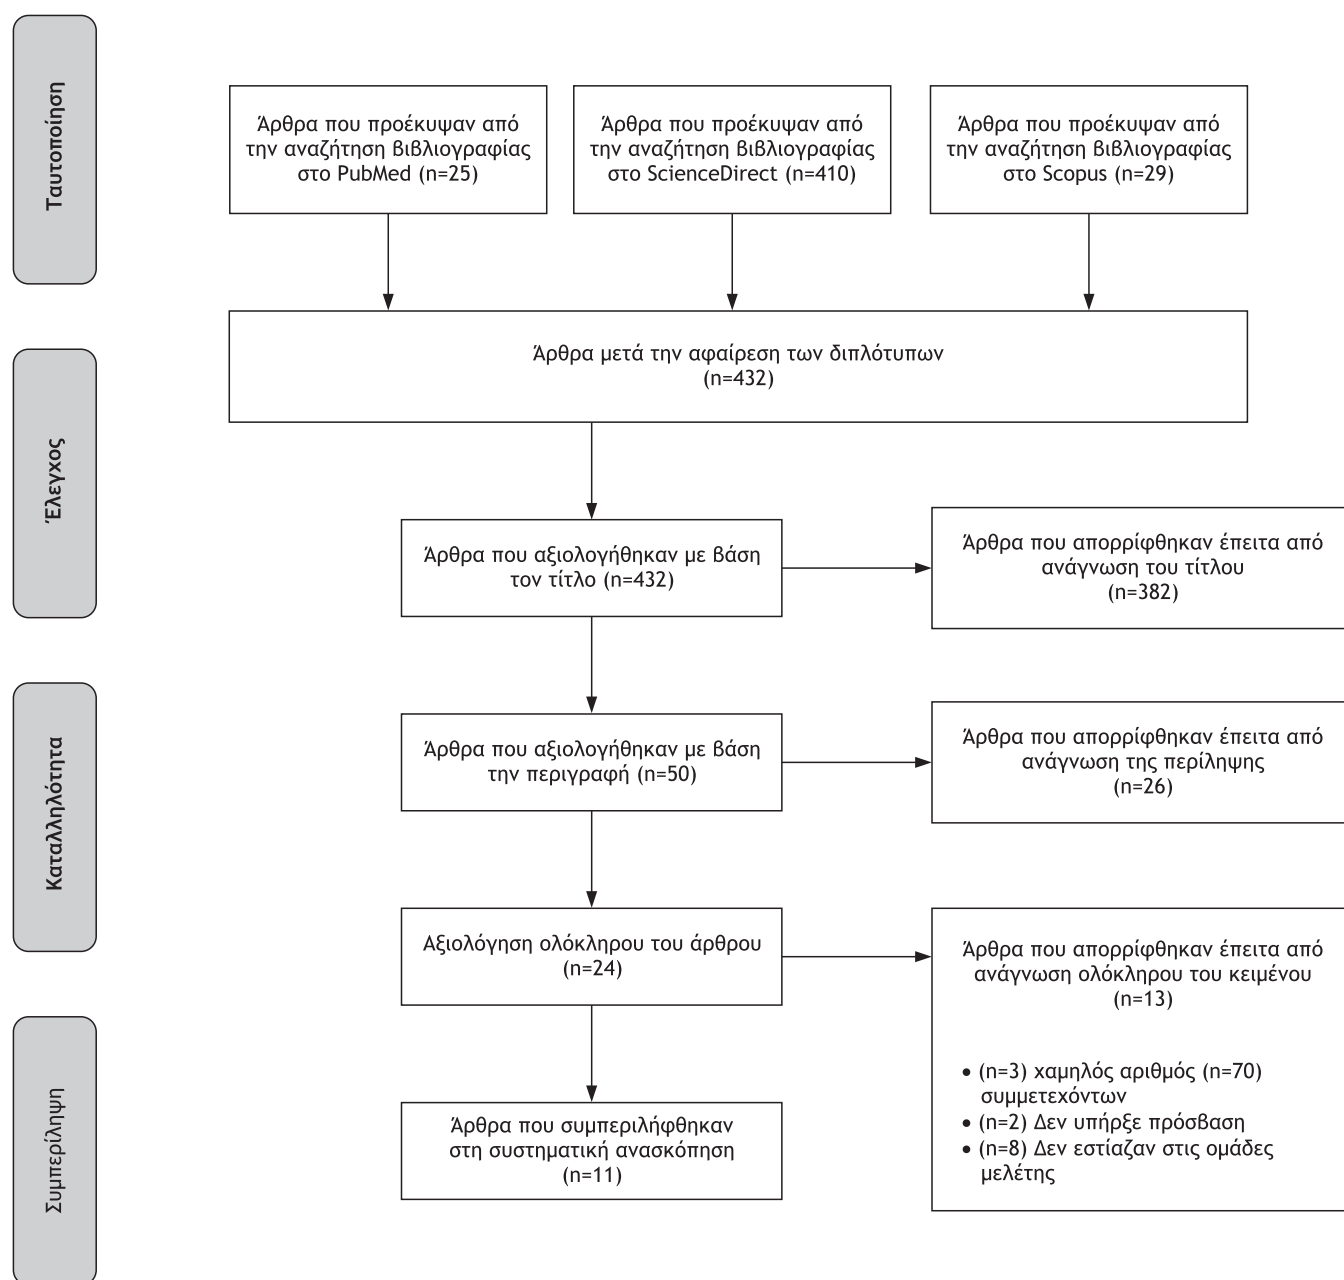 Ταυτοποίηση
Άρθρα που προέκυψαν από
την αναζήτηση βιβλιογραφίας
στο PubMed (n=25)
Άρθρα που προέκυψαν από
την αναζήτηση βιβλιογραφίας
στο ScienceDirect (n=410)
Άρθρα που προέκυψαν από
την αναζήτηση βιβλιογραφίας
στο Scopus (n=29)
Άρθρα μετά την αφαίρεση των διπλότυπων
(n=432)
Έλεγχος
Άρθρα που αξιολογήθηκαν με βάση
τον τίτλο (n=432)
Άρθρα που απορρίφθηκαν έπειτα από
ανάγνωση του τίτλου
(n=382)
Καταλληλότητα
Άρθρα που αξιολογήθηκαν με βάση
την περιγραφή (n=50)
Άρθρα που απορρίφθηκαν έπειτα από
ανάγνωση της περίληψης
(n=26)
Αξιολόγηση ολόκληρου του άρθρου
(n=24)
Άρθρα που απορρίφθηκαν έπειτα από
ανάγνωση ολόκληρου του κειμένου
(n=13)
• (n=3) χαμηλός αριθμός (n=70)
συμμετεχόντων
• (n=2) Δεν υπήρξε πρόσβαση
• (n=8) Δεν εστίαζαν στις ομάδες
μελέτης
Συμπερίληψη
Άρθρα που συμπεριλήφθηκαν
στη συστηματική ανασκόπηση
(n=11)